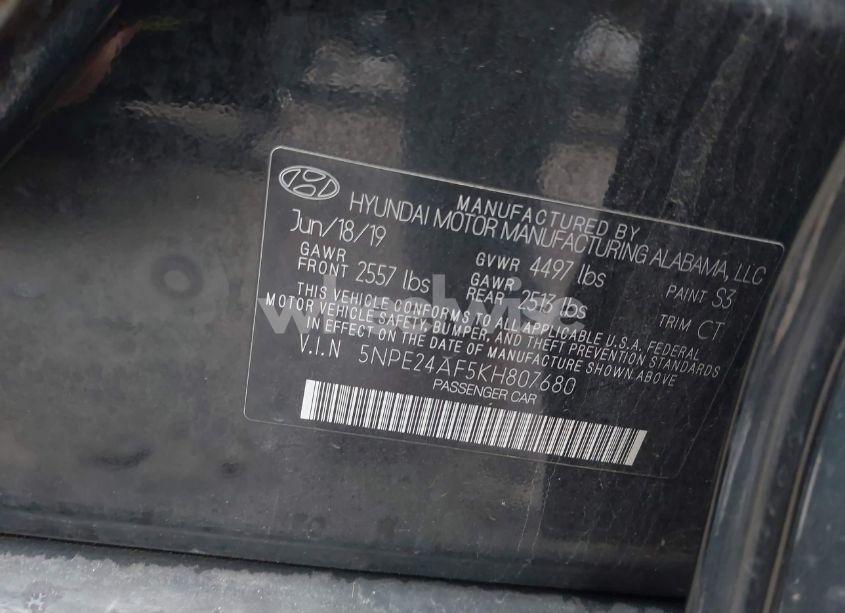 MANUFACTURED BY
HYUNDAI MOTOR MANUFACTURING ALABAMA, LLC
Jun/18/19
GAWR FRONT 2557 lbs
GVWR 4497 lbs
GAWR REAR 2513 lbs
PAINT S3
TRIM CT
THIS VEHICLE CONFORMS TO ALL APPLICABLE U.S.A. FEDERAL
MOTOR VEHICLE SAFETY, BUMPER, AND THEFT PREVENTION STANDARDS
IN EFFECT ON THE DATE OF MANUFACTURE SHOWN ABOVE
V.I.N 5NPE24AF5KH807680
PASSENGER CAR
wheelwise